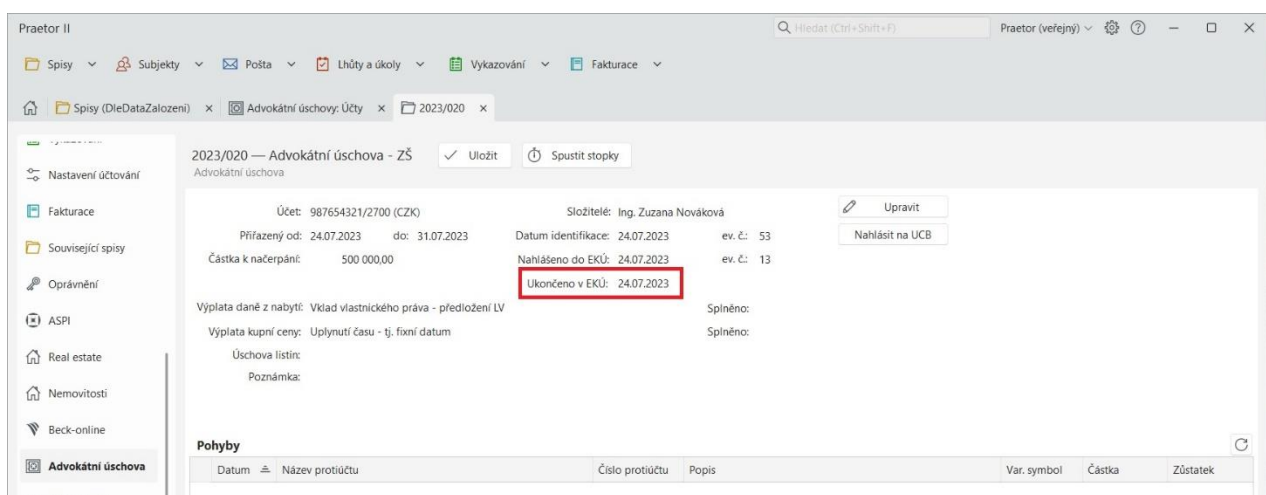 Praetor II
Hledat (Ctrl+Shift+F)
Praetor (veřejný)
Spisy
Subjekty
Pošta
Lhůty a úkoly
Vykazování
Fakturace
Spisy (DleDataZalozeni)
Advokátní úschovy: Účty
2023/020
Nastavení účtování
Fakturace
Související spisy
Oprávnění
ASPI
Real estate
Nemovitosti
Beck-online
Advokátní úschova
2023/020 — Advokátní úschova - ZŠ
Uložit
Spustit stopky
Advokátní úschova
Účet: 987654321/2700 (CZK) Složitelé: Ing. Zuzana Nováková
Upravit
Přiřazený od: 24.07.2023 do: 31.07.2023 Datum identifikace: 24.07.2023 ev. č.: 53
Nahlásit na UCB
Částka k načerpání: 500 000,00 Nahlášeno do EKÚ: 24.07.2023 ev. č.: 13
Ukončeno v EKÚ: 24.07.2023
Výplata daně z nabytí: Vklad vlastnického práva - předložení LV Splněno:
Výplata kupní ceny: Uplynutí času - tj. fixní datum Splněno:
Úschova listin:
Poznámka:
Pohyby
Datum Název protiúčtu Číslo protiúčtu Popis Var. symbol Částka Zůstatek